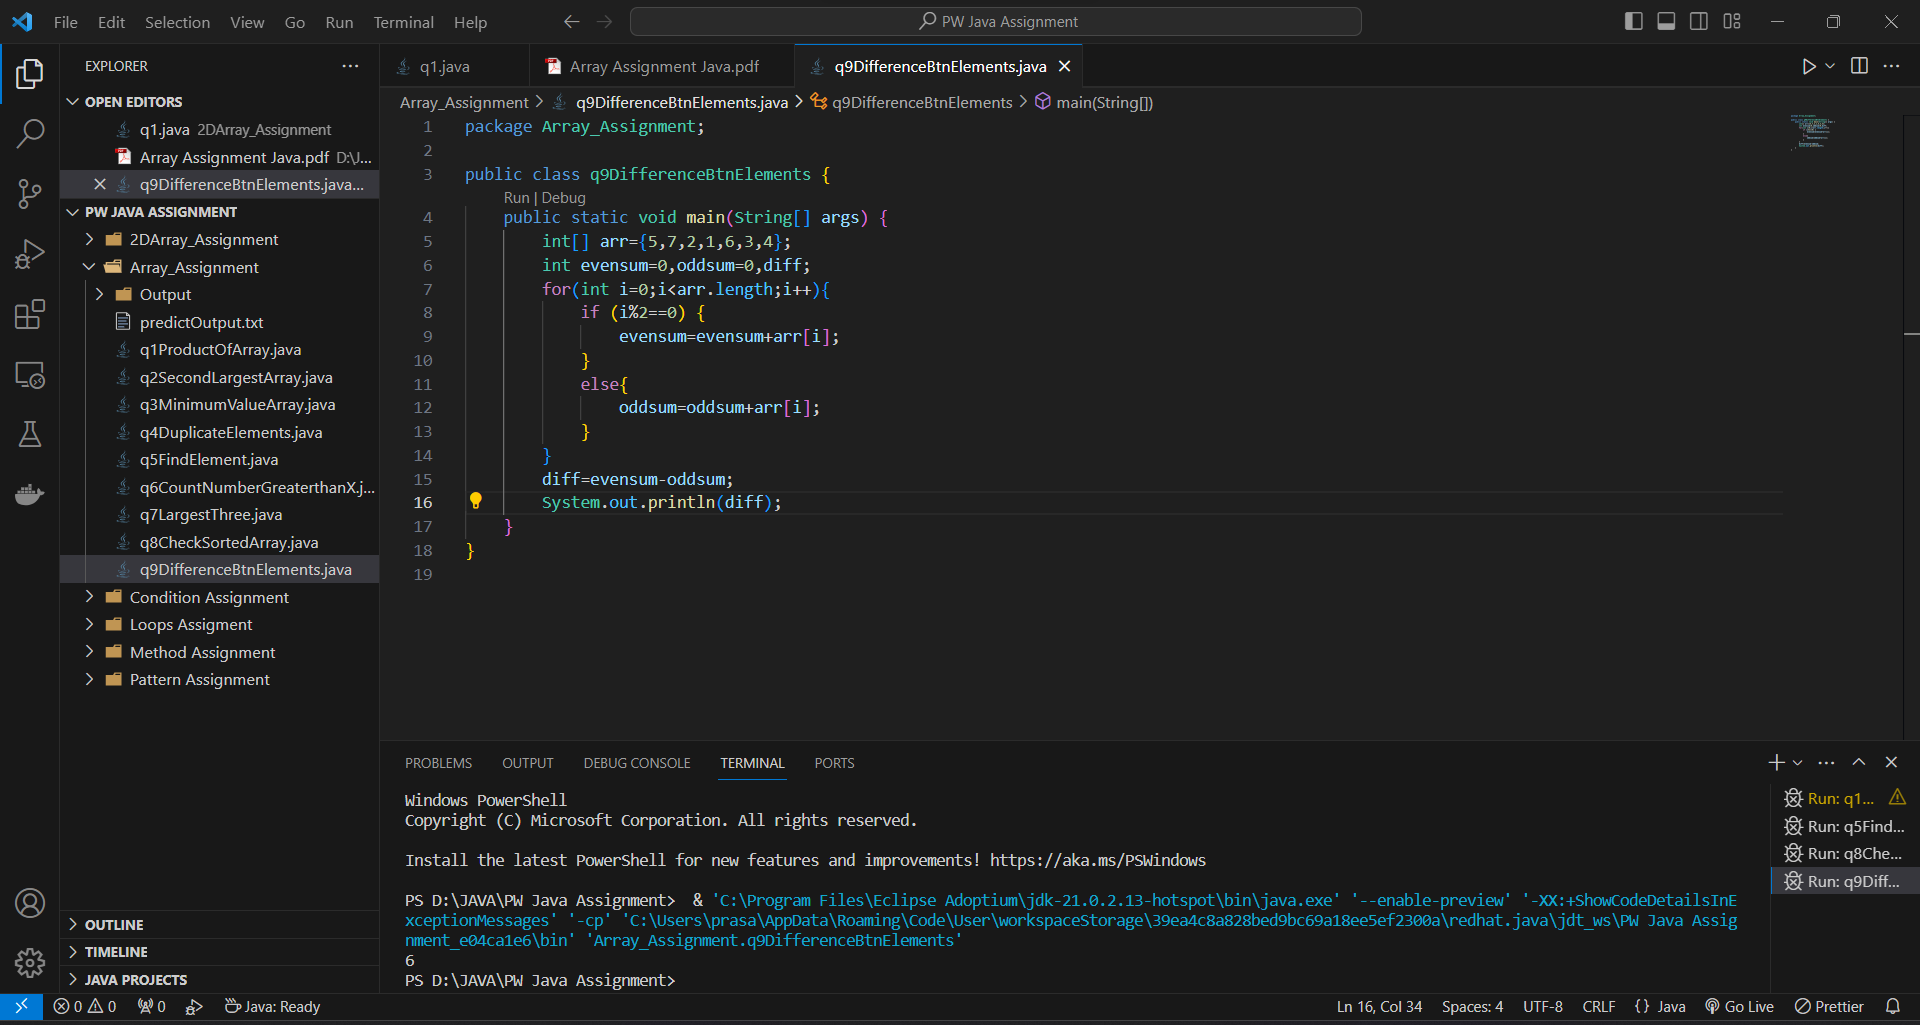 File Edit Selection View Go Run Terminal Help
PW Java Assignment
EXPLORER
OPEN EDITORS
q1.java 2DArray_Assignment
Array Assignment Java.pdf D:\J...
q9DifferenceBtnElements.java...
PW JAVA ASSIGNMENT
2DArray_Assignment
Array_Assignment
Output
predictOutput.txt
q1ProductOfArray.java
q2SecondLargestArray.java
q3MinimumValueArray.java
q4DuplicateElements.java
q5FindElement.java
q6CountNumberGreaterthanX.j...
q7LargestThree.java
q8CheckSortedArray.java
q9DifferenceBtnElements.java
Condition Assignment
Loops Assigment
Method Assignment
Pattern Assignment
OUTLINE
TIMELINE
JAVA PROJECTS
q1.java
Array Assignment Java.pdf
q9DifferenceBtnElements.java
Array_Assignment > q9DifferenceBtnElements.java > q9DifferenceBtnElements > main(String[])
1 package Array_Assignment;
2
3 public class q9DifferenceBtnElements {
Run | Debug
4 public static void main(String[] args) {
5 int[] arr={5,7,2,1,6,3,4};
6 int evensum=0,oddsum=0,diff;
7 for(int i=0;i<arr.length;i++){
8 if (i%2==0) {
9 evensum=evensum+arr[i];
10 }
11 else{
12 oddsum=oddsum+arr[i];
13 }
14 }
15 diff=evensum-oddsum;
16 System.out.println(diff);
17 }
18 }
19
PROBLEMS OUTPUT DEBUG CONSOLE TERMINAL PORTS
Windows PowerShell
Copyright (C) Microsoft Corporation. All rights reserved.
Install the latest PowerShell for new features and improvements! https://aka.ms/PSWindows
PS D:\JAVA\PW Java Assignment>  & 'C:\Program Files\Eclipse Adoptium\jdk-21.0.2.13-hotspot\bin\java.exe' '--enable-preview' '-XX:+ShowCodeDetailsInE
xceptionMessages' '-cp' 'C:\Users\prasa\AppData\Roaming\Code\User\workspaceStorage\39ea4c8a828bed9bc69a18ee5ef2300a\redhat.java\jdt_ws\PW Java Assig
nment_e04ca1e6\bin' 'Array_Assignment.q9DifferenceBtnElements'
6
PS D:\JAVA\PW Java Assignment>
Run: q1...
Run: q5Find...
Run: q8Che...
Run: q9Diff...
0 0 0 Java: Ready
Ln 16, Col 34 Spaces: 4 UTF-8 CRLF {} Java Go Live Prettier